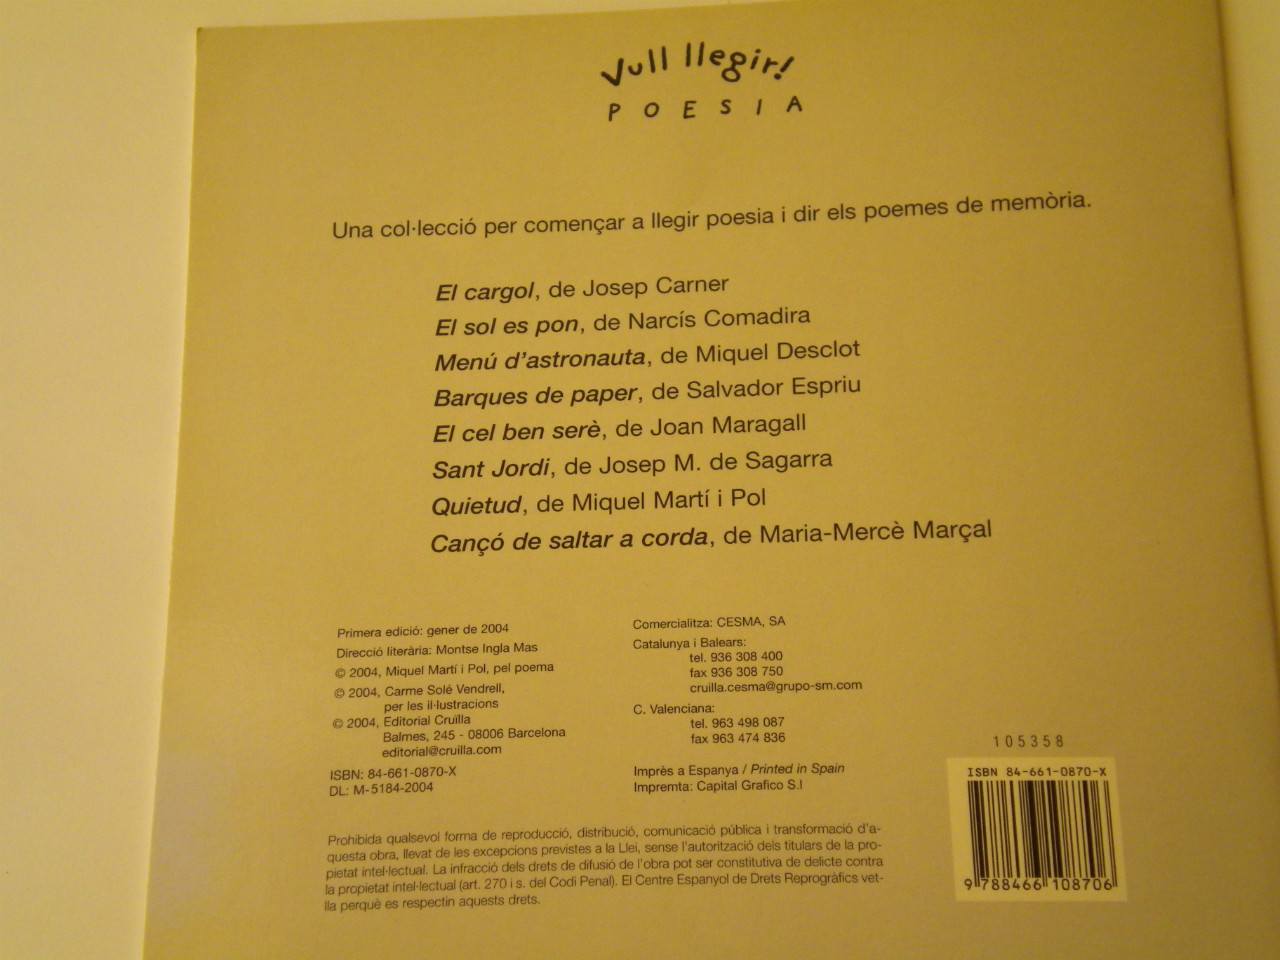 Vull llegir!
POESIA
Una col·lecció per començar a llegir poesia i dir els poemes de memòria.
El cargol, de Josep Carner
El sol es pon, de Narcís Comadira
Menú d'astronauta, de Miquel Desclot
Barques de paper, de Salvador Espriu
El cel ben serè, de Joan Maragall
Sant Jordi, de Josep M. de Sagarra
Quietud, de Miquel Martí i Pol
Cançó de saltar a corda, de Maria-Mercè Marçal
Primera edició: gener de 2004
Direcció literària: Montse Ingla Mas
© 2004, Miquel Martí i Pol, pel poema
© 2004, Carme Solé Vendrell,
per les il·lustracions
© 2004, Editorial Cruïlla
Balmes, 245 - 08006 Barcelona
editorial@cruilla.com
ISBN: 84-661-0870-X
DL: M-5184-2004
Comercialitza: CESMA, SA
Catalunya i Balears:
tel. 936 308 400
fax 936 308 750
cruilla.cesma@grupo-sm.com
C. Valenciana:
tel. 963 498 087
fax 963 474 836
Imprès a Espanya / Printed in Spain
Impremta: Capital Grafico S.l
Prohibida qualsevol forma de reproducció, distribució, comunicació pública i transformació d'a-
questa obra, llevat de les excepcions previstes a la Llei, sense l'autorització dels titulars de la pro-
pietat intel·lectual. La infracció dels drets de difusió de l'obra pot ser constitutiva de delicte contra
la propietat intel·lectual (art. 270 i s. del Codi Penal). El Centre Espanyol de Drets Reprogràfics vet-
lla perquè es respectin aquests drets.
105358
ISBN 84-661-0870-X
9 788466 108706